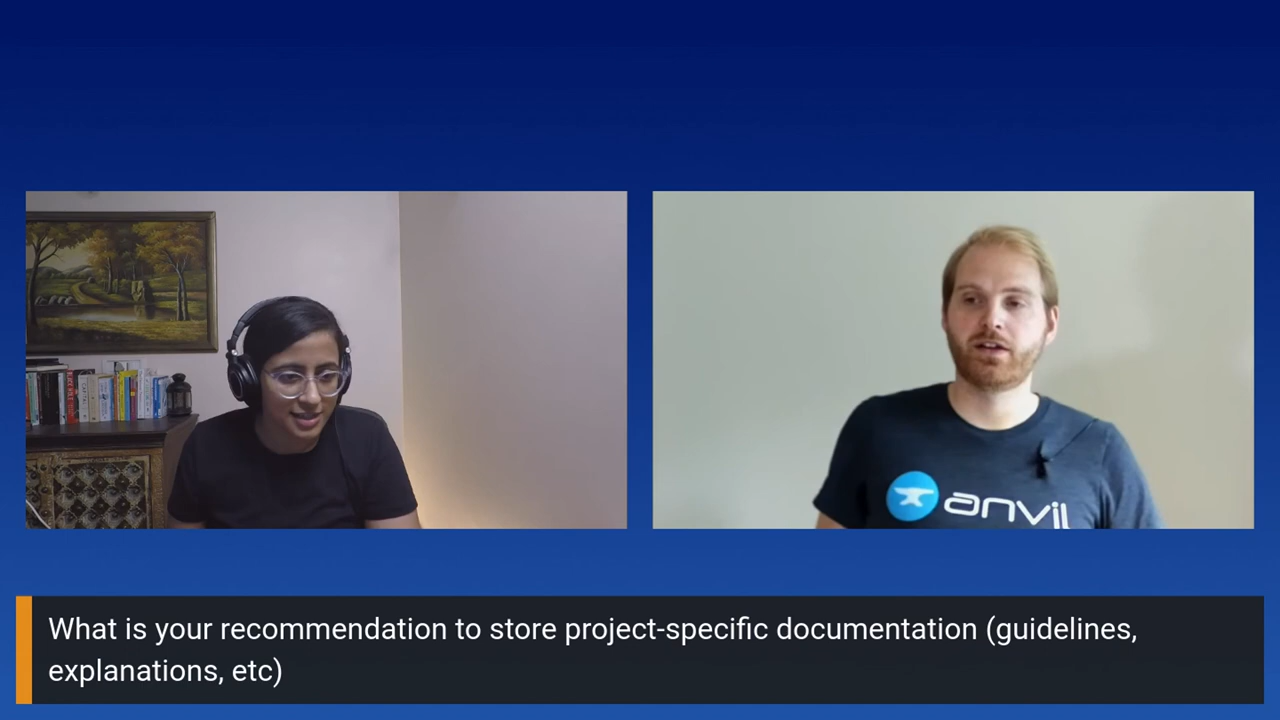 anvil
What is your recommendation to store project-specific documentation (guidelines,
explanations, etc)